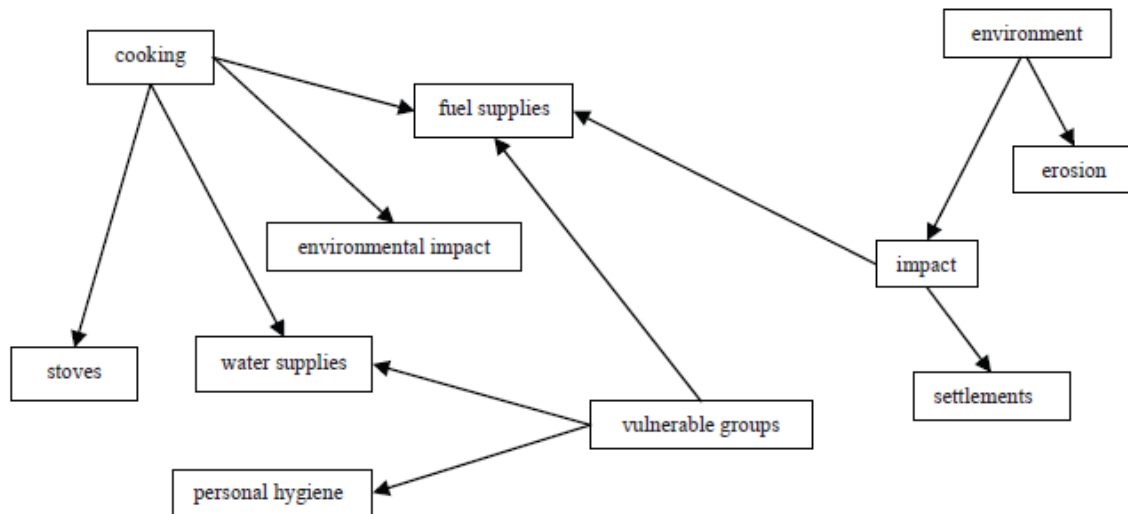 environment
cooking
fuel supplies
erosion
environmental impact
impact
water supplies
stoves
settlements
vulnerable groups
personal hygiene